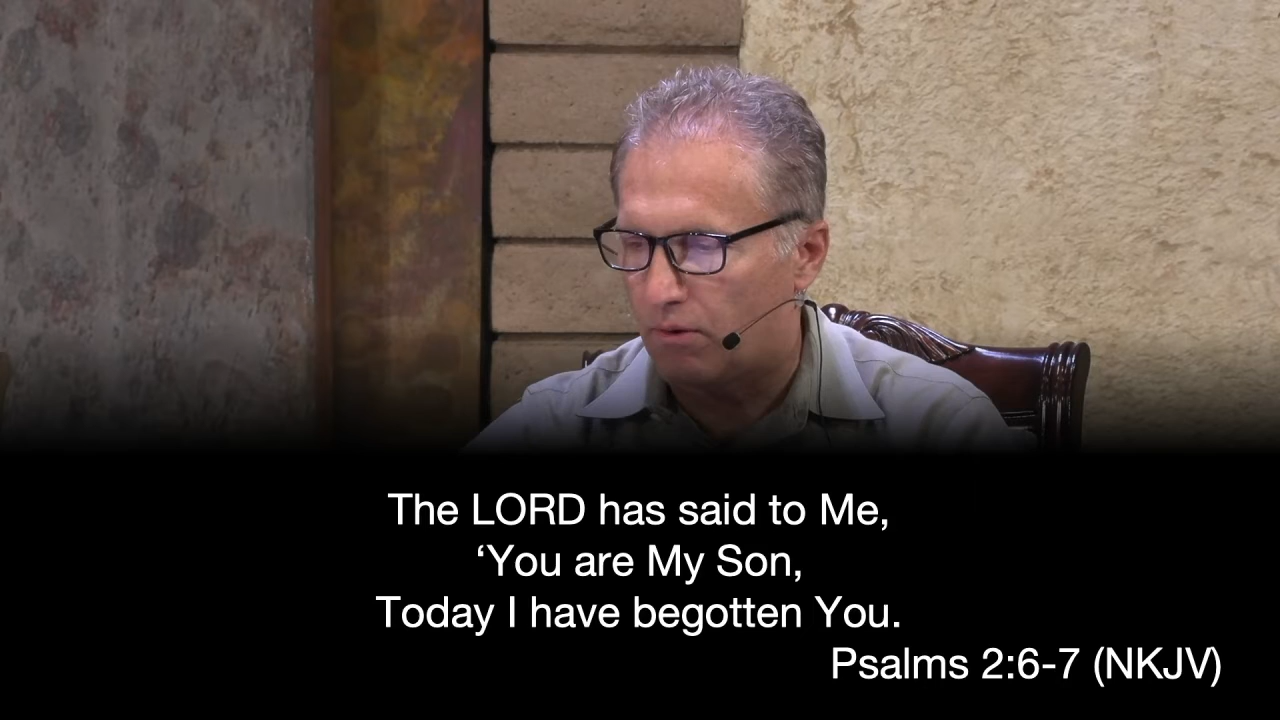 The LORD has said to Me,
‘You are My Son,
Today I have begotten You.
Psalms 2:6-7 (NKJV)